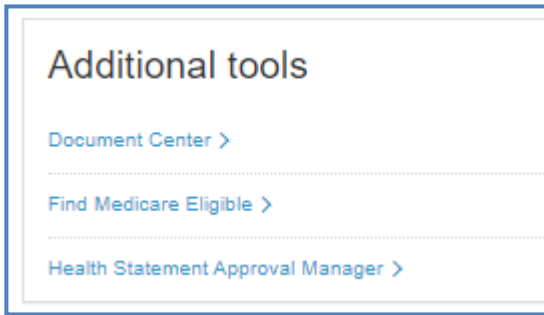 Additional tools
Document Center >
Find Medicare Eligible >
Health Statement Approval Manager >